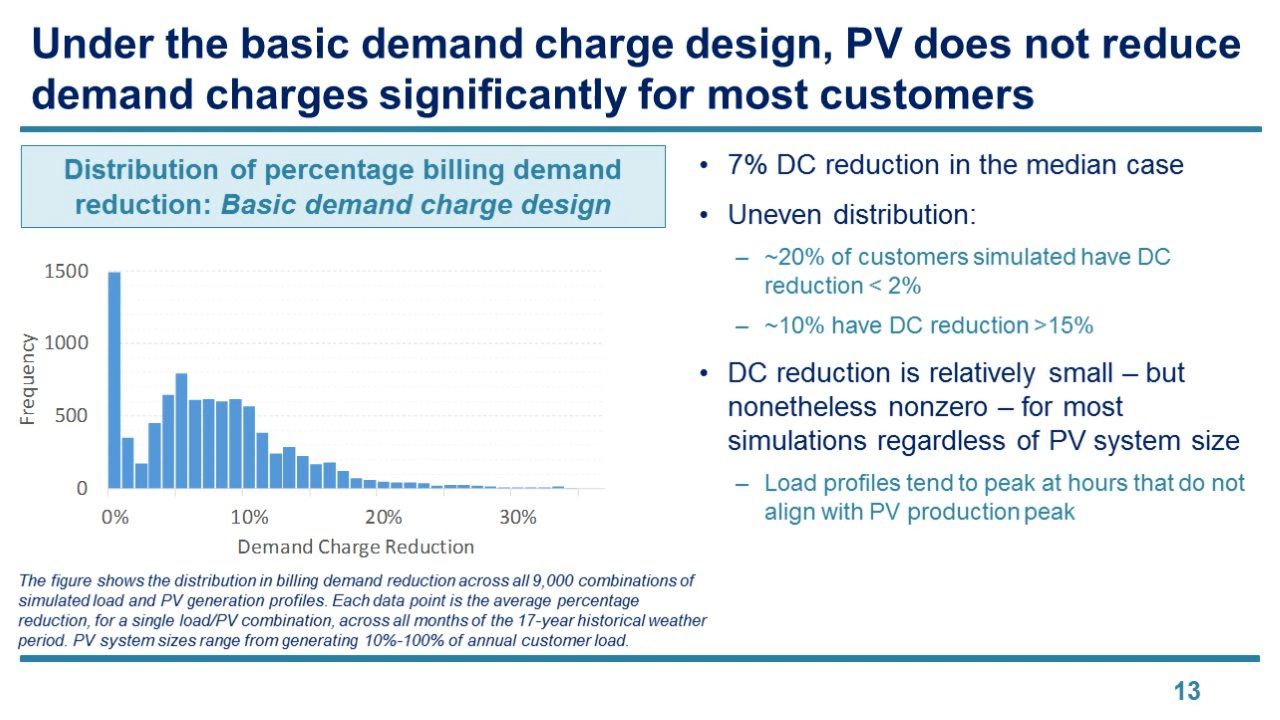 Under the basic demand charge design, PV does not reduce
demand charges significantly for most customers
Distribution of percentage billing demand
reduction: Basic demand charge design
1500
1000
500
0
Frequency
0%
10%
20%
30%
Demand Charge Reduction
The figure shows the distribution in billing demand reduction across all 9,000 combinations of
simulated load and PV generation profiles. Each data point is the average percentage
reduction, for a single load/PV combination, across all months of the 17-year historical weather
period. PV system sizes range from generating 10%-100% of annual customer load.
• 7% DC reduction in the median case
• Uneven distribution:
– ~20% of customers simulated have DC
reduction < 2%
– ~10% have DC reduction >15%
• DC reduction is relatively small – but
nonetheless nonzero – for most
simulations regardless of PV system size
– Load profiles tend to peak at hours that do not
align with PV production peak
13